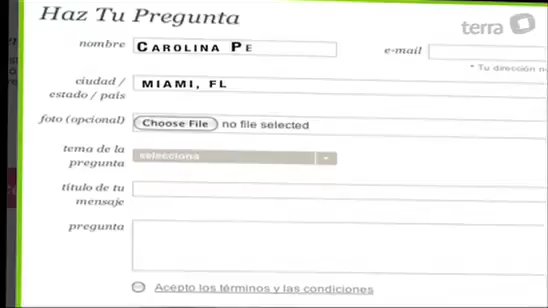 Haz Tu Pregunta
terra
nombre CAROLINA PE e-mail
* Tu dirección
ciudad / estado / país MIAMI, FL
foto (opcional) Choose File no file selected
tema de la pregunta selecciona
título de tu mensaje
pregunta
Acepto los términos y las condiciones